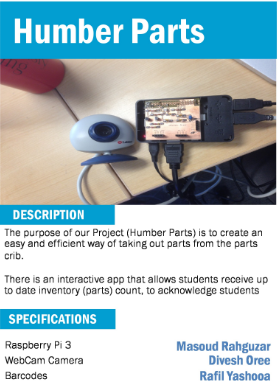 Humber Parts
DESCRIPTION
The purpose of our Project (Humber Parts) is to create an
easy and efficient way of taking out parts from the parts
crib.
There is an interactive app that allows students receive up
to date inventory (parts) count, to acknowledge students
SPECIFICATIONS
Raspberry Pi 3
WebCam Camera
Barcodes
Masoud Rahguzar
Divesh Oree
Rafil Yashooa